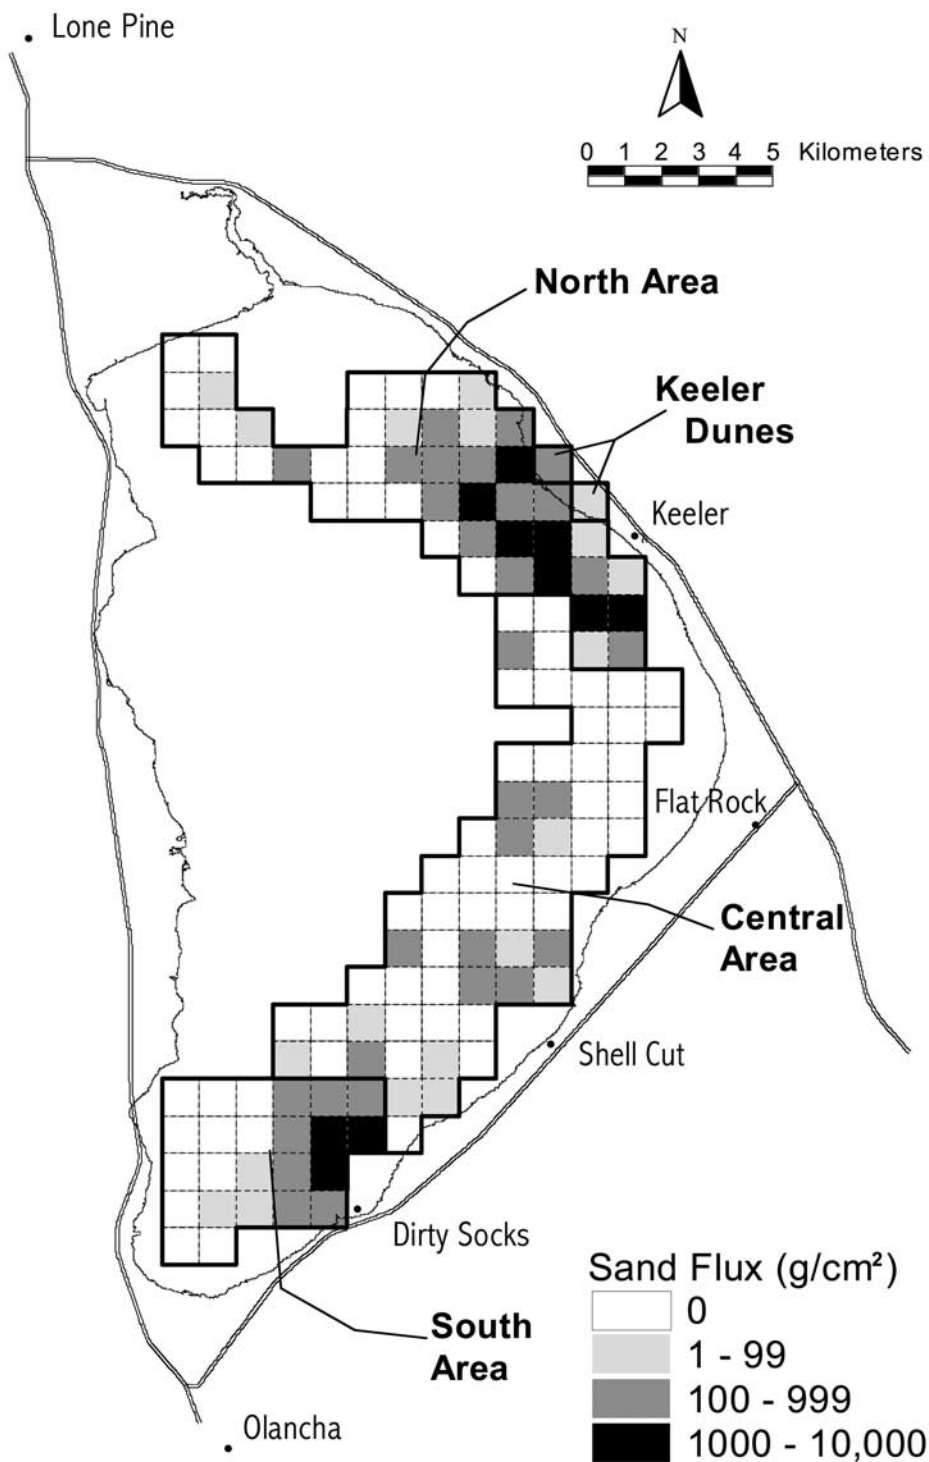 Lone Pine
N
0 1 2 3 4 5 Kilometers
North Area
Keeler
Dunes
Keeler
Flat Rock
Central
Area
Shell Cut
Dirty Socks
South
Area
Olancha
Sand Flux (g/cm²)
0
1 - 99
100 - 999
1000 - 10,000